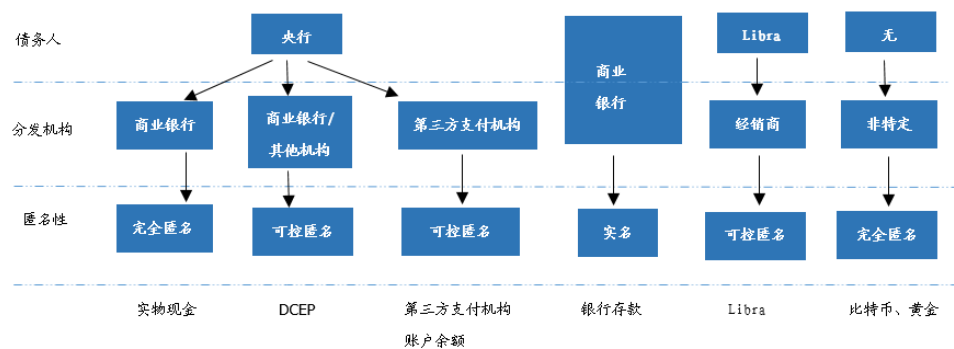 债务人
央行
商业
银行
Libra
无
分发机构
商业银行
商业银行/
其他机构
第三方支付机构
经销商
非特定
匿名性
完全匿名
可控匿名
可控匿名
实名
可控匿名
完全匿名
实物现金
DCEP
第三方支付机构
账户余额
银行存款
Libra
比特币、黄金